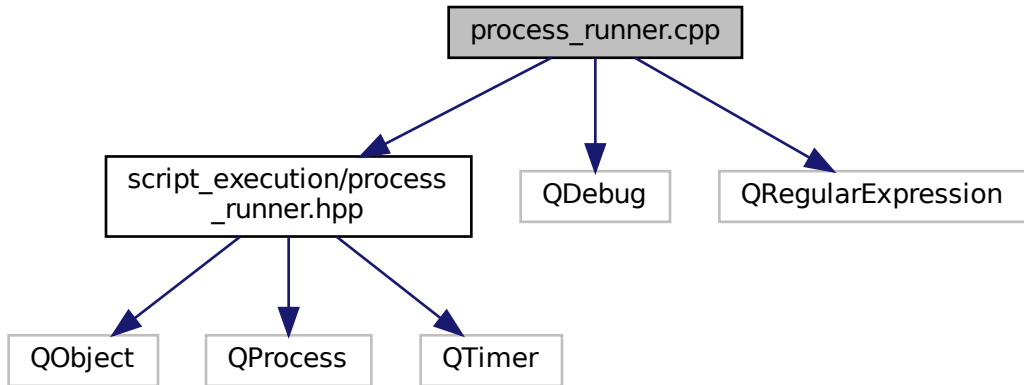 process_runner.cpp
script_execution/process
_runner.hpp
QDebug
QRegularExpression
QObject
QProcess
QTimer